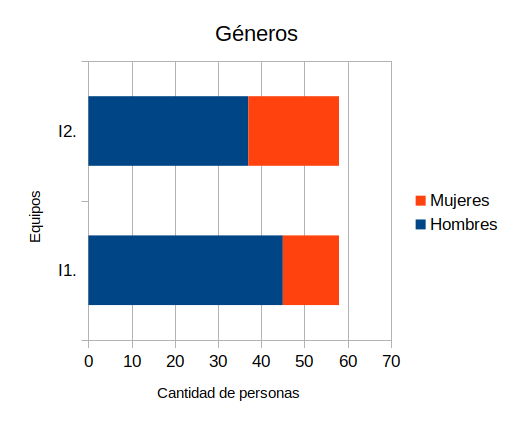 Géneros
I2.
I1.
Equipos
0 10 20 30 40 50 60 70
Cantidad de personas
Mujeres
Hombres